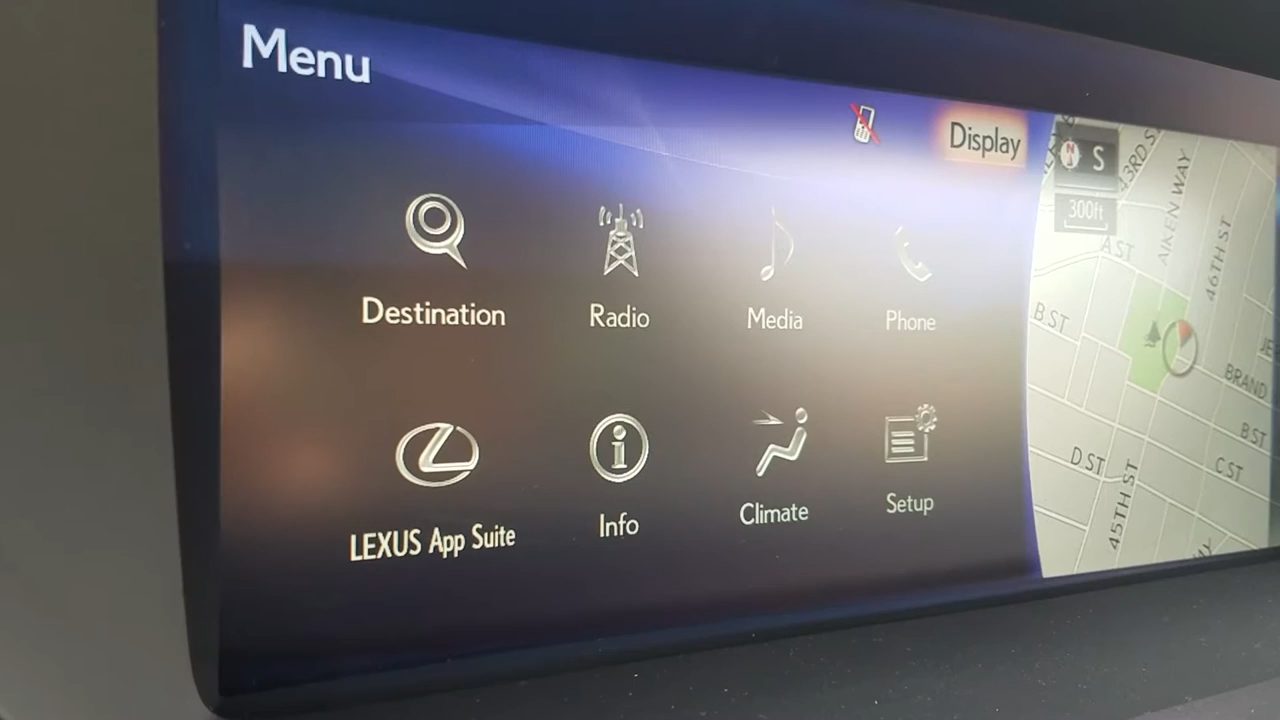 Menu
Display
Destination
Radio
Media
Phone
LEXUS App Suite
Info
Climate
Setup
N
S
300ft
43RD S
AIKEN WAY
46TH ST
A ST
B ST
BRAND
B ST
C ST
D ST
45TH ST